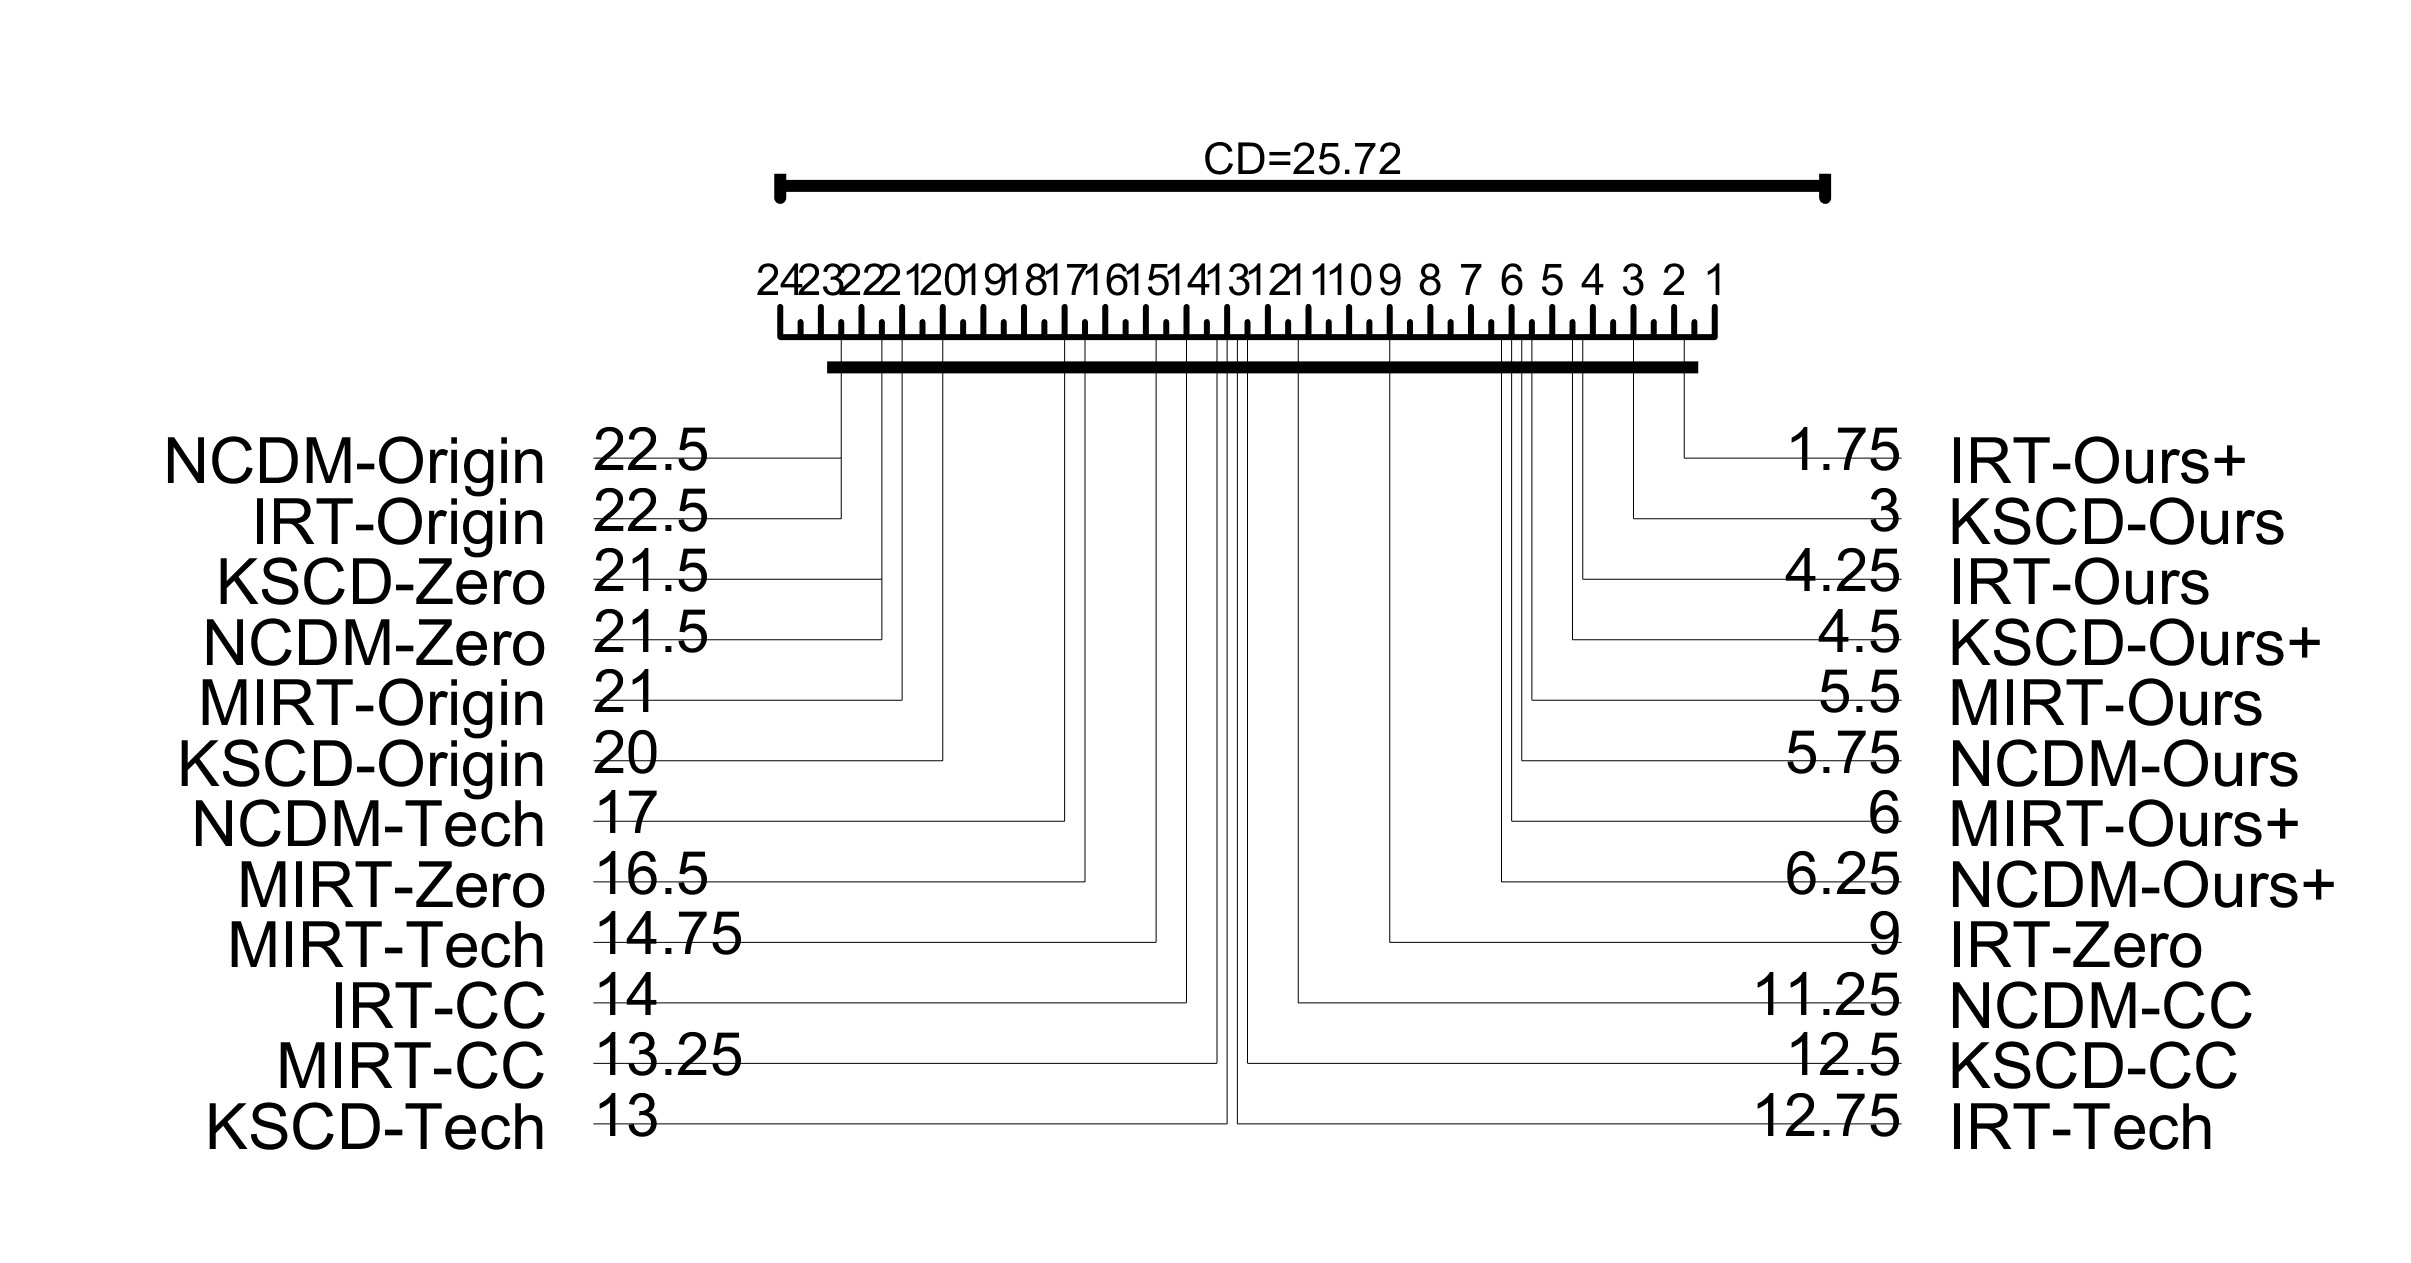 CD=25.72
24 23 22 21 20 19 18 17 16 15 14 13 12 11 10 9 8 7 6 5 4 3 2 1
NCDM-Origin 22.5
IRT-Origin 22.5
KSCD-Zero 21.5
NCDM-Zero 21.5
MIRT-Origin 21
KSCD-Origin 20
NCDM-Tech 17
MIRT-Zero 16.5
MIRT-Tech 14.75
IRT-CC 14
MIRT-CC 13.25
KSCD-Tech 13
1.75 IRT-Ours+
3 KSCD-Ours
4.25 IRT-Ours
4.5 KSCD-Ours+
5.5 MIRT-Ours
5.75 NCDM-Ours
6 MIRT-Ours+
6.25 NCDM-Ours+
9 IRT-Zero
11.25 NCDM-CC
12.5 KSCD-CC
12.75 IRT-Tech